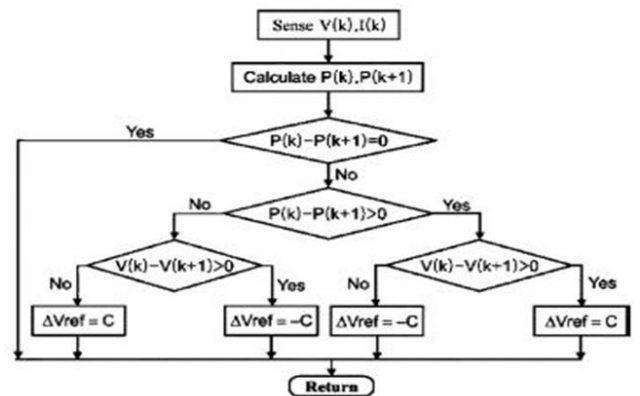 Sense V(k).I(k)
Calculate P(k).P(k+1)
Yes
P(k)-P(k+1)=0
No
No
P(k)-P(k+1)>0
Yes
V(k)-V(k+1)>0
V(k)-V(k+1)>0
No
Yes
No
Yes
ΔVref = C
ΔVref = -C
ΔVref = -C
ΔVref = C
Return